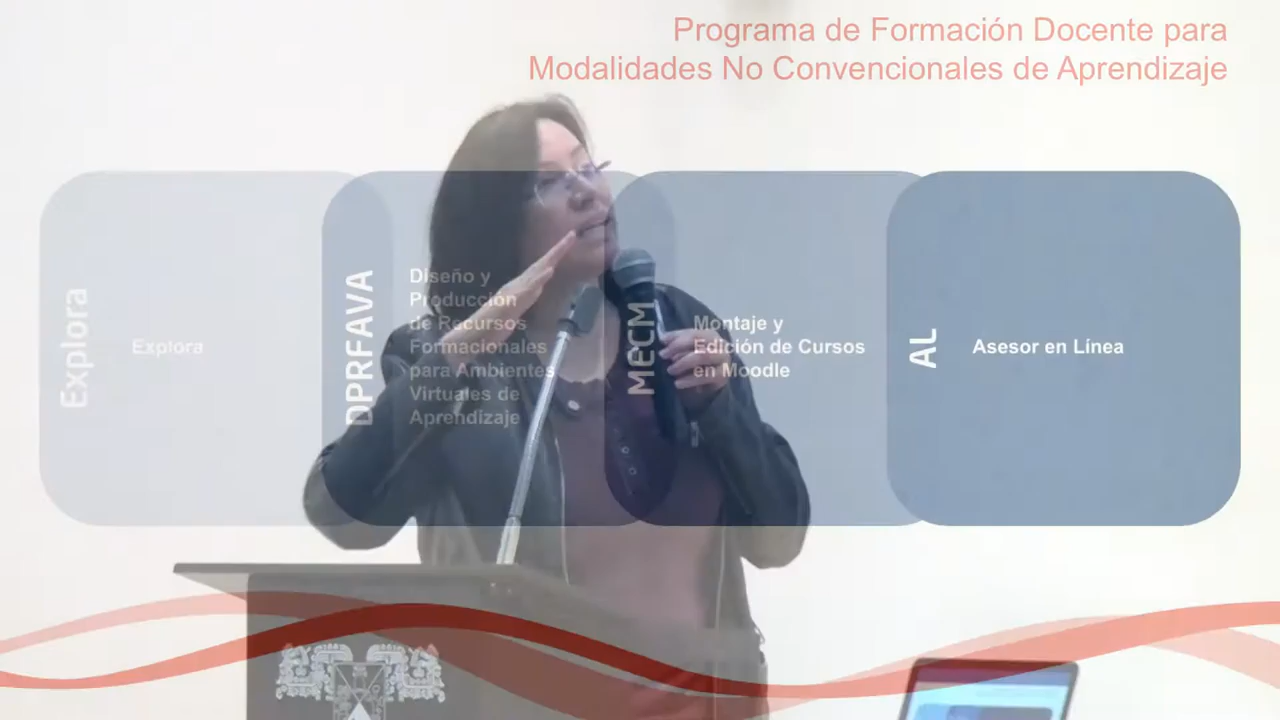 Programa de Formación Docente para
Modalidades No Convencionales de Aprendizaje
Explora
Explora
DPRFAVA
Diseño y
Producción
de Recursos
Formacionales
para Ambientes
Virtuales de
Aprendizaje
MECM
Montaje y
Edición de Cursos
en Moodle
AL
Asesor en Línea